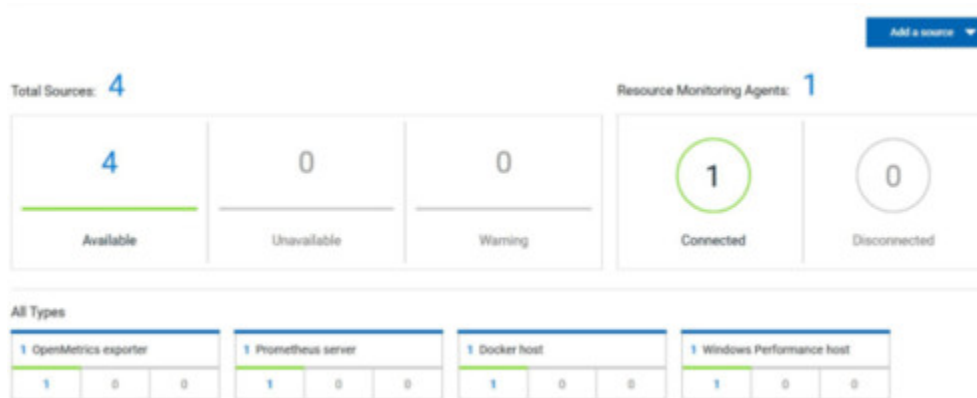 Add a source
Total Sources: 4
Resource Monitoring Agents: 1
4 0 0
Available Unavailable Warning
1 0
Connected Disconnected
All Types
1 OpenMetrics exporter
1 0 0
1 Prometheus server
1 0 0
1 Docker host
1 0 0
1 Windows Performance host
1 0 0